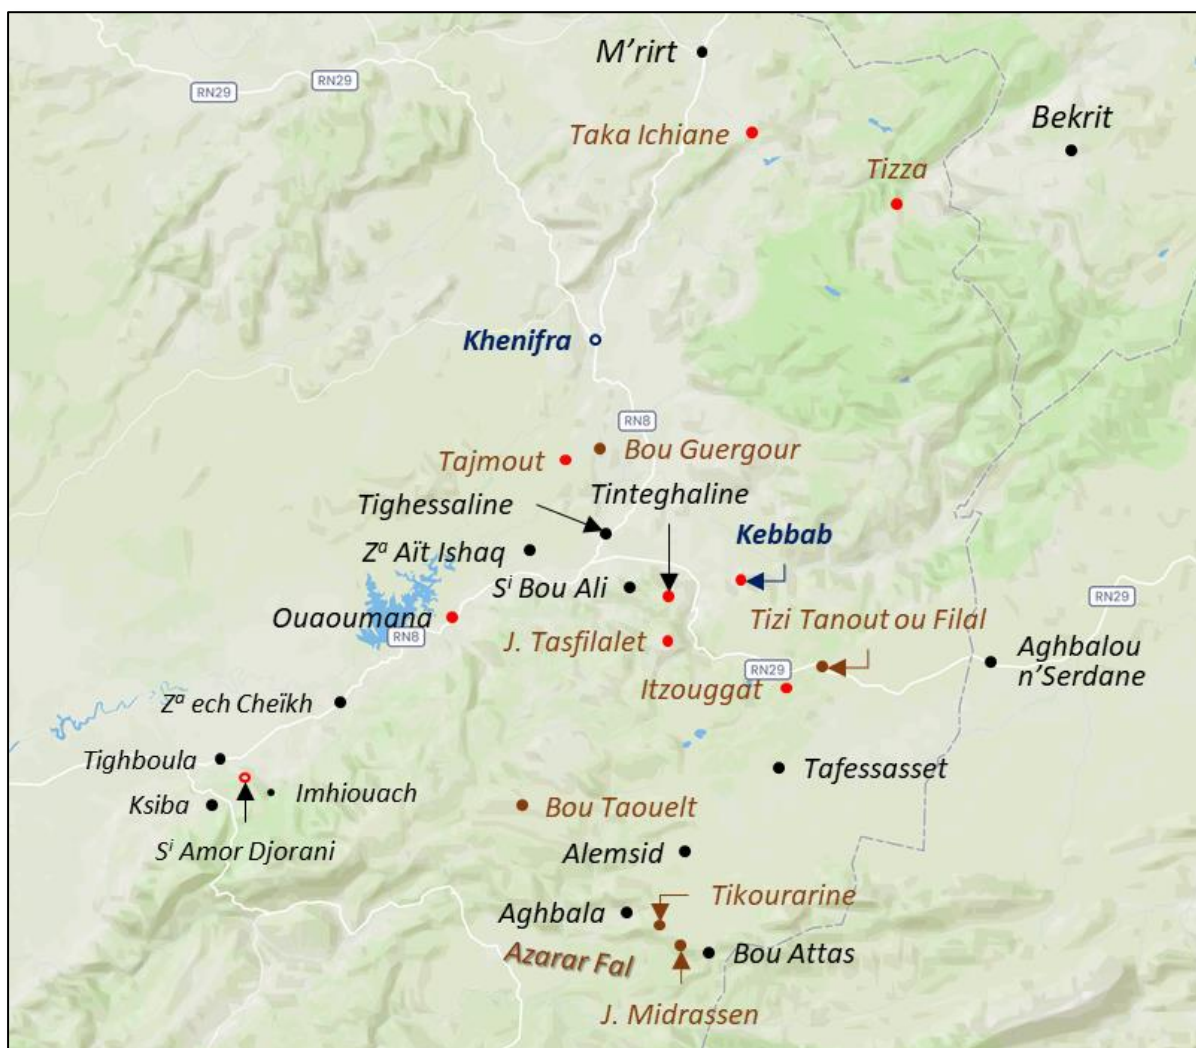 M’rirt
RN29
RN29
Taka Ichiane
Bekrit
Tizza
Khenifra
RN8
Bou Guergour
Tajmout
Tinteghaline
Tighessaline
Kebbab
Zᵃ Aït Ishaq
Sⁱ Bou Ali
RN29
Ouaoumana
Tizi Tanout ou Filal
RN8
J. Tasfilalet
Aghbalou
n’Serdane
RN29
Itzouggat
Zᵃ ech Cheïkh
Tighboula
Tafessasset
Imhiouach
Ksiba
Bou Taouelt
Sⁱ Amor Djorani
Alemsid
Tikourarine
Aghbala
Azarar Fal
Bou Attas
J. Midrassen